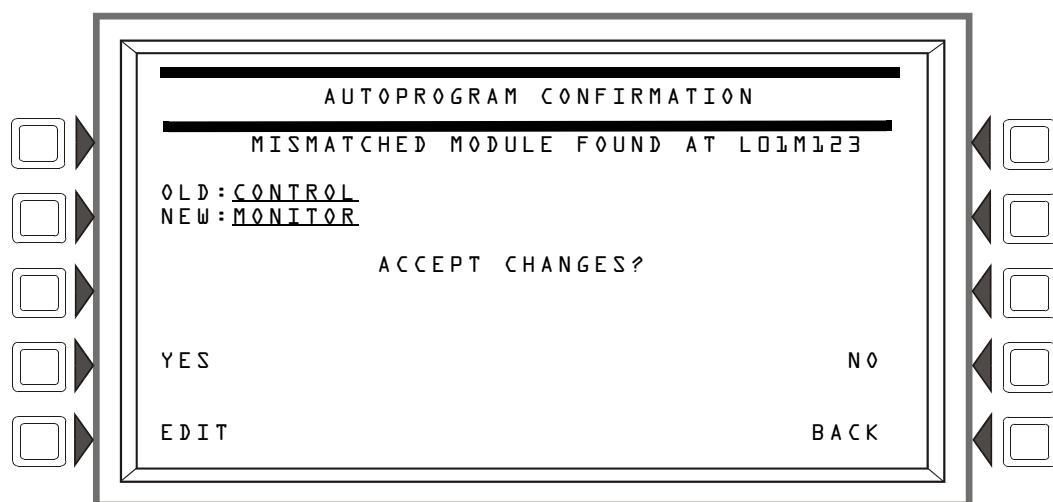 AUTOPROGRAM CONFIRMATION
MISMATCHED MODULE FOUND AT L01M123
OLD:CONTROL
NEW:MONITOR
ACCEPT CHANGES?
YES NO
EDIT BACK